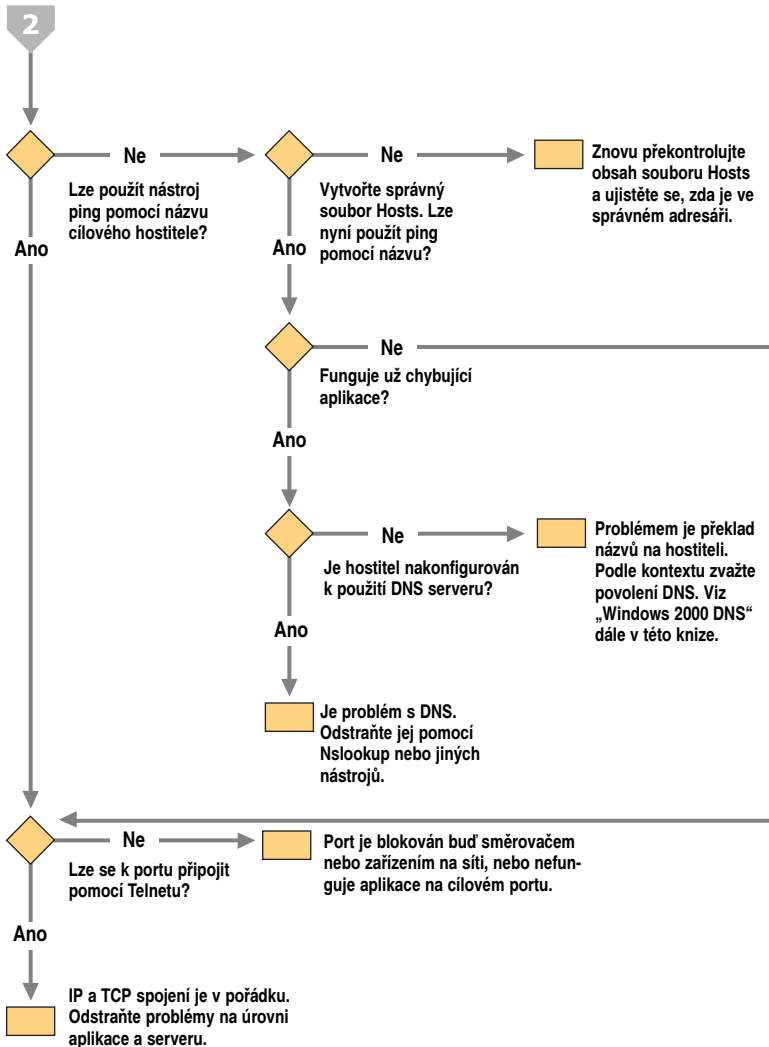 2
Ne
Lze použít nástroj
ping pomocí názvu
cílového hostitele?
Ano
Ne
Vytvořte správný
soubor Hosts. Lze
nyní použít ping
pomocí názvu?
Ano
Znovu překontrolujte
obsah souboru Hosts
a ujistěte se, zda je ve
správném adresáři.
Ne
Funguje už chybující
aplikace?
Ano
Ne
Je hostitel nakonfigurován
k použití DNS serveru?
Ano
Problémem je překlad
názvů na hostiteli.
Podle kontextu zvažte
povolení DNS. Viz
„Windows 2000 DNS“
dále v této knize.
Je problém s DNS.
Odstraňte jej pomocí
Nslookup nebo jiných
nástrojů.
Ne
Lze se k portu připojit
pomocí Telnetu?
Ano
Port je blokován buď směrovačem
nebo zařízením na síti, nebo nefun-
guje aplikace na cílovém portu.
IP a TCP spojení je v pořádku.
Odstraňte problémy na úrovni
aplikace a serveru.